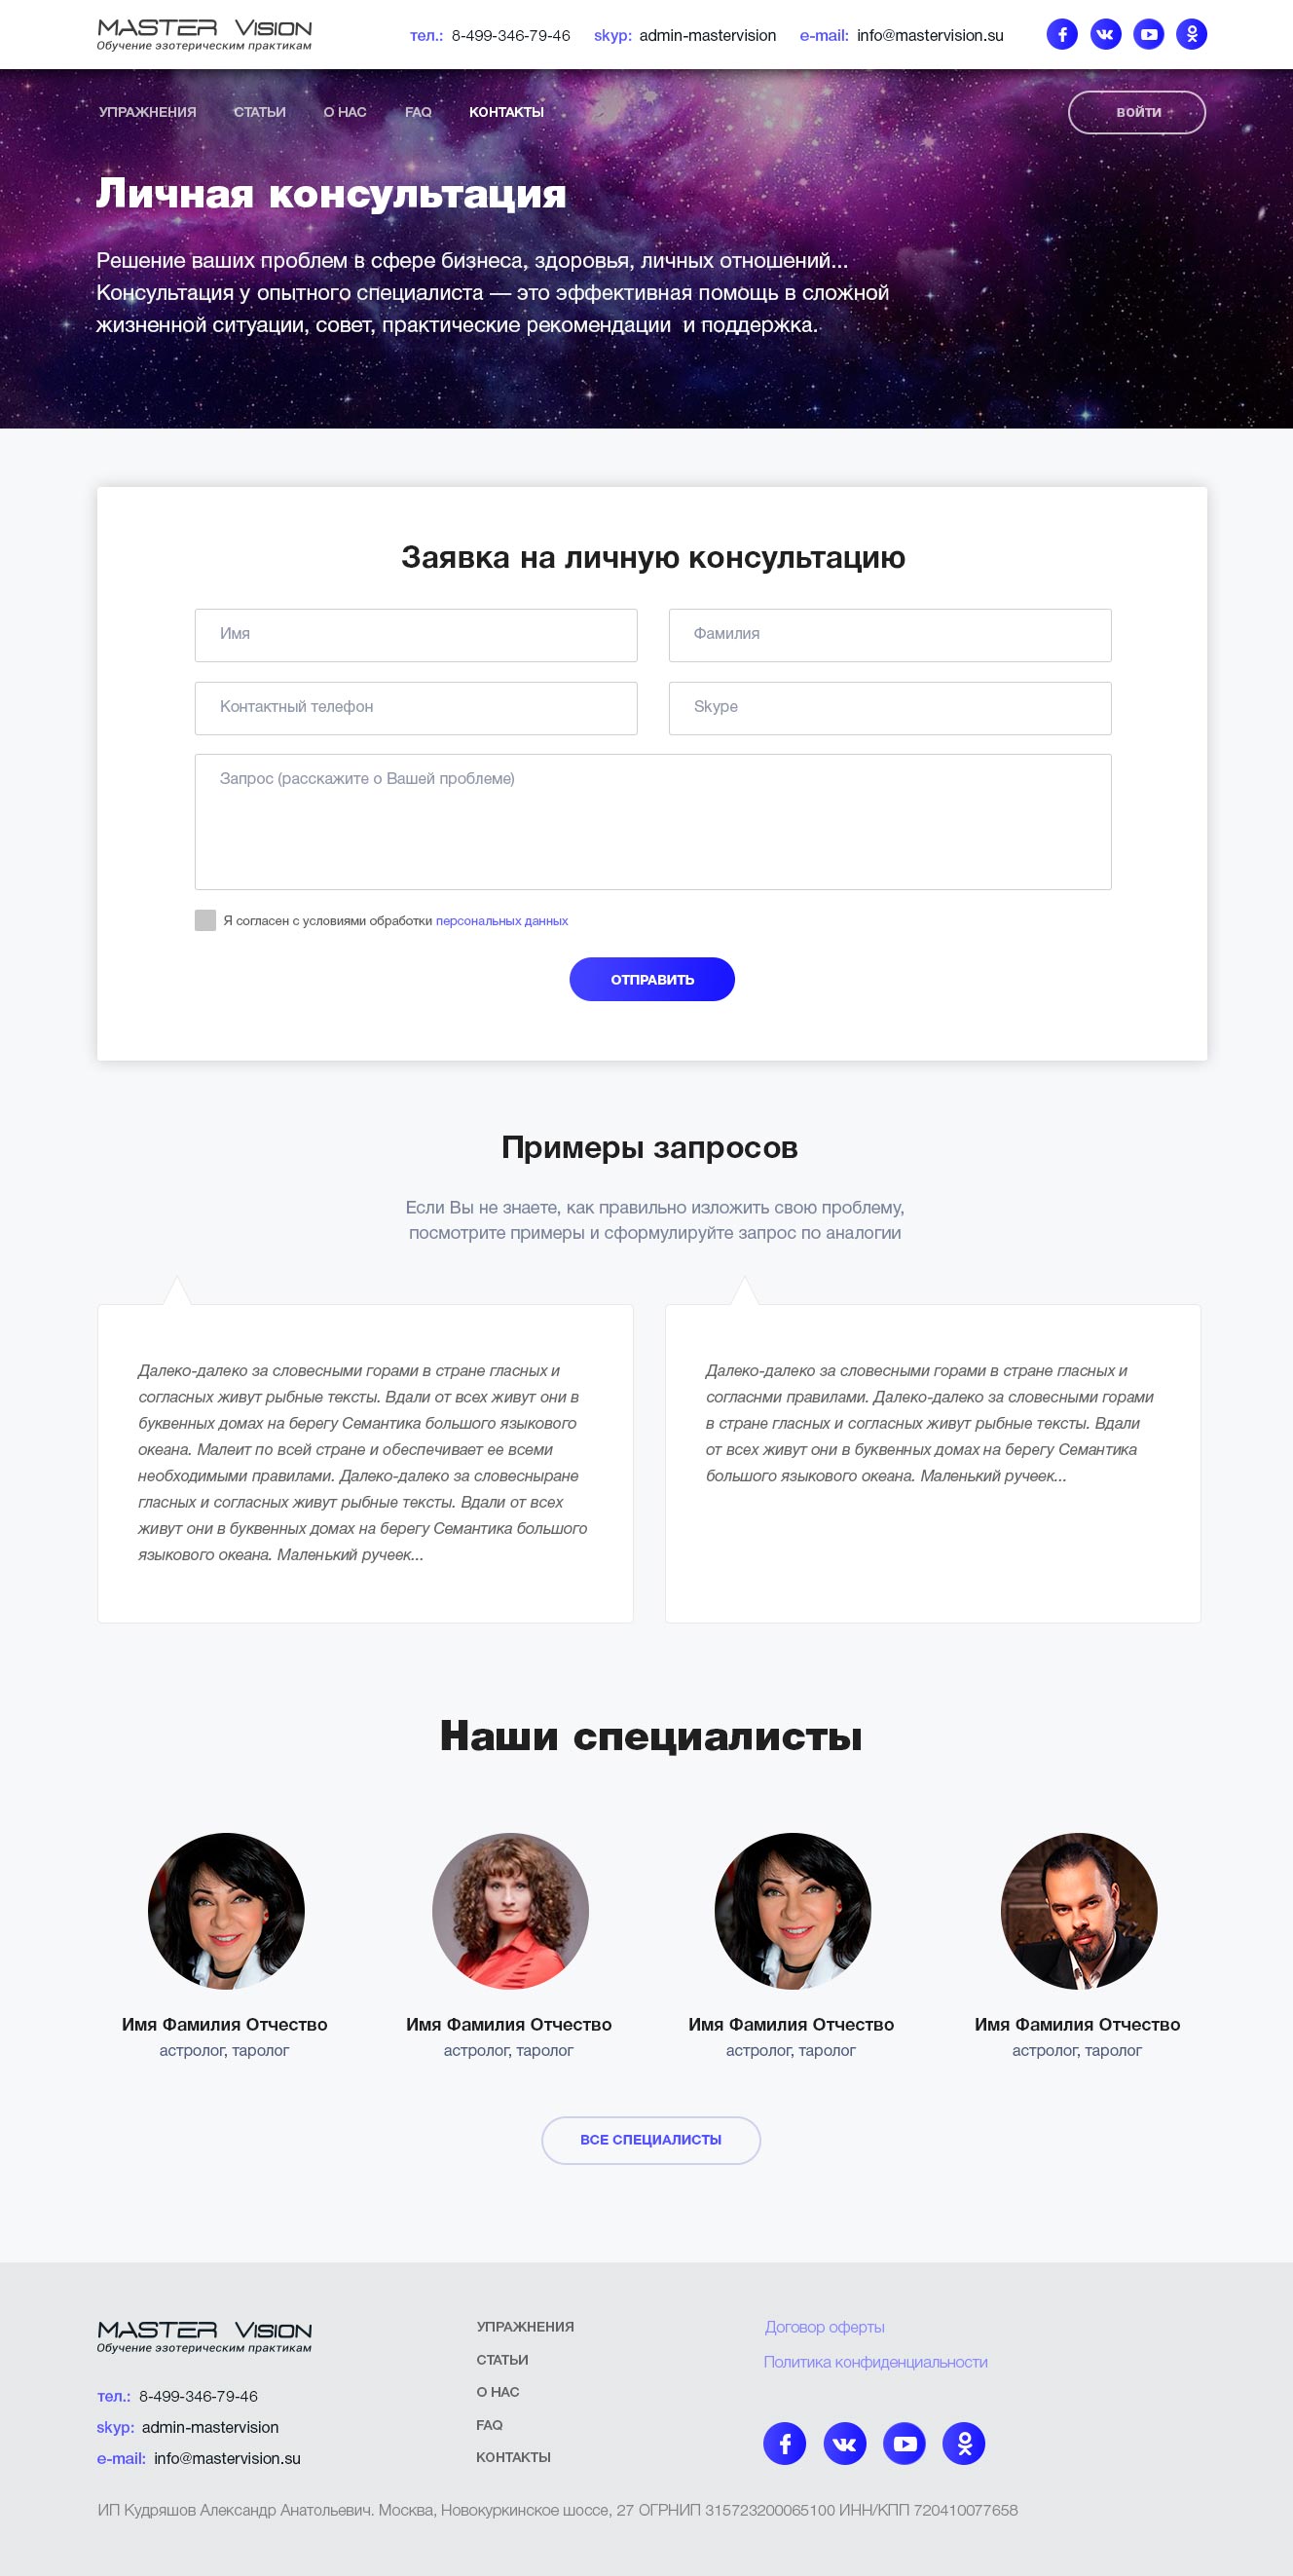 MASTER VISION
Обучение эзотерическим практикам
тел.: 8-499-346-79-46 skyp: admin-mastervision e-mail: info@mastervision.su
УПРАЖНЕНИЯ СТАТЬИ О НАС FAQ КОНТАКТЫ ВОЙТИ
Личная консультация
Решение ваших проблем в сфере бизнеса, здоровья, личных отношений...
Консультация у опытного специалиста — это эффективная помощь в сложной
жизненной ситуации, совет, практические рекомендации и поддержка.
Заявка на личную консультацию
Имя Фамилия
Контактный телефон Skype
Запрос (расскажите о Вашей проблеме)
Я согласен с условиями обработки персональных данных
ОТПРАВИТЬ
Примеры запросов
Если Вы не знаете, как правильно изложить свою проблему,
посмотрите примеры и сформулируйте запрос по аналогии
Далеко-далеко за словесными горами в стране гласных и
согласных живут рыбные тексты. Вдали от всех живут они в
буквенных домах на берегу Семантика большого языкового
океана. Малеит по всей стране и обеспечивает ее всеми
необходимыми правилами. Далеко-далеко за словесныране
гласных и согласных живут рыбные тексты. Вдали от всех
живут они в буквенных домах на берегу Семантика большого
языкового океана. Маленький ручеек...
Далеко-далеко за словесными горами в стране гласных и
согласнми правилами. Далеко-далеко за словесными горами
в стране гласных и согласных живут рыбные тексты. Вдали
от всех живут они в буквенных домах на берегу Семантика
большого языкового океана. Маленький ручеек...
Наши специалисты
Имя Фамилия Отчество
астролог, таролог
Имя Фамилия Отчество
астролог, таролог
Имя Фамилия Отчество
астролог, таролог
Имя Фамилия Отчество
астролог, таролог
ВСЕ СПЕЦИАЛИСТЫ
MASTER VISION
Обучение эзотерическим практикам
тел.: 8-499-346-79-46
skyp: admin-mastervision
e-mail: info@mastervision.su
УПРАЖНЕНИЯ
СТАТЬИ
О НАС
FAQ
КОНТАКТЫ
Договор оферты
Политика конфиденциальности
ИП Кудряшов Александр Анатольевич. Москва, Новокуркинское шоссе, 27 ОГРНИП 315723200065100 ИНН/КПП 720410077658